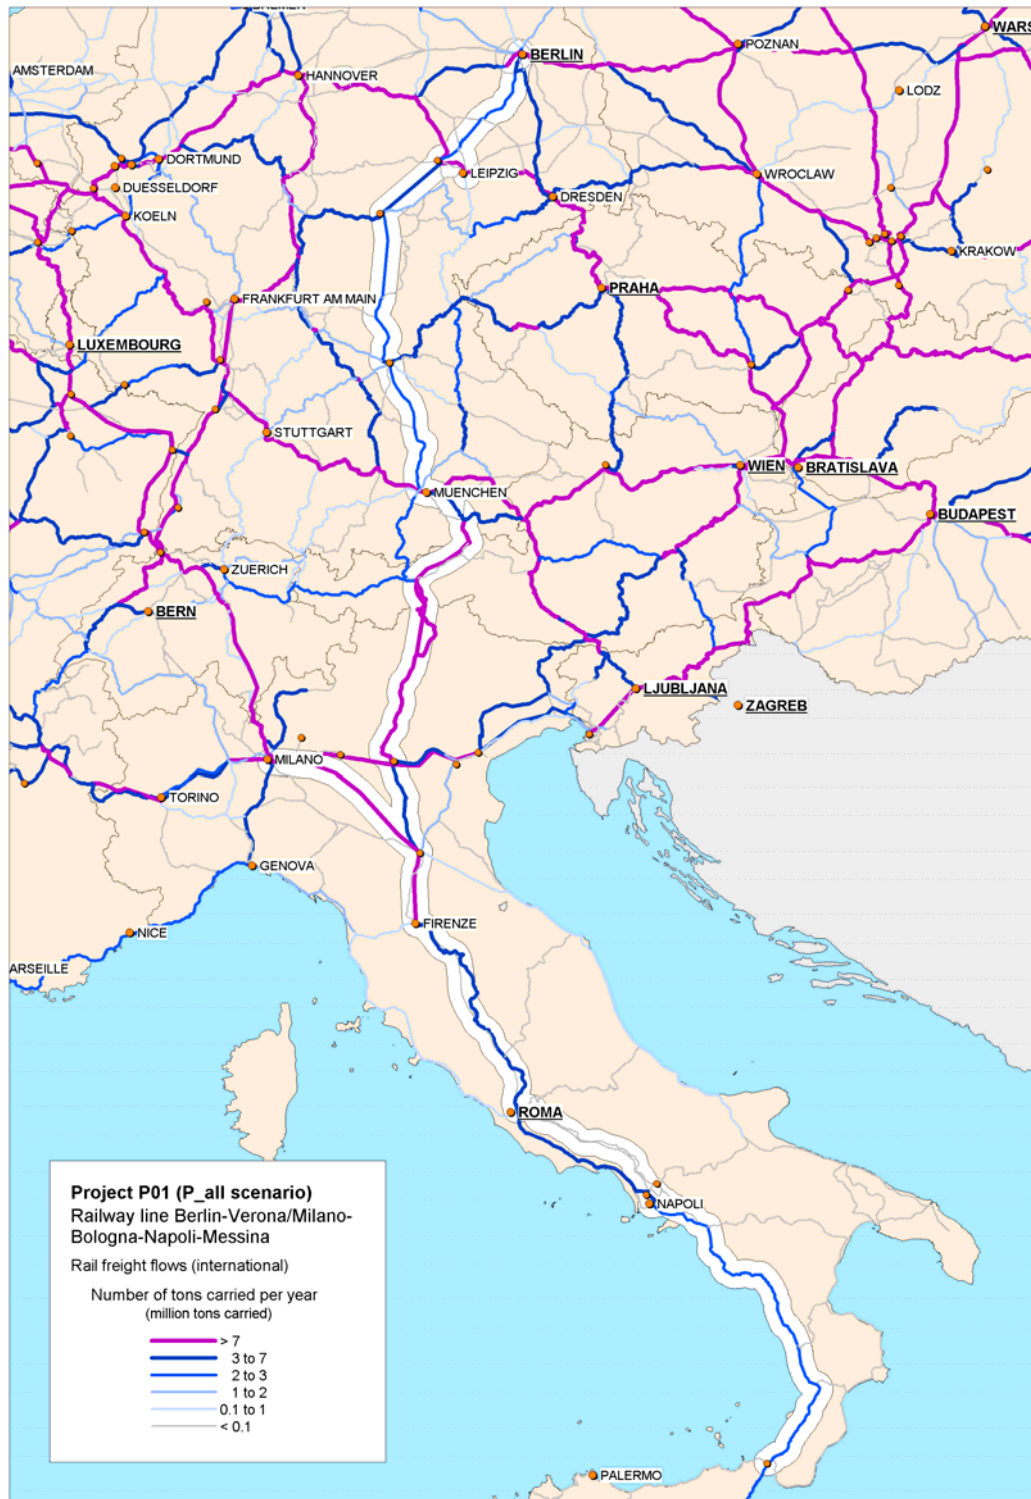 BREMEN
BERLIN
WARS
POZNAN
AMSTERDAM
HANNOVER
LODZ
DORTMUND
LEIPZIG
WROCLAW
DUESSELDORF
DRESDEN
KOELN
KRAKOW
PRAHA
FRANKFURT AM MAIN
LUXEMBOURG
STUTTGART
WIEN
BRATISLAVA
MUENCHEN
BUDAPEST
ZUERICH
BERN
LJUBLJANA
ZAGREB
MILANO
TORINO
GENOVA
FIRENZE
NICE
ARSEILLE
ROMA
NAPOLI
PALERMO
Project P01 (P_all scenario)
Railway line Berlin-Verona/Milano-
Bologna-Napoli-Messina
Rail freight flows (international)
Number of tons carried per year
(million tons carried)
> 7
3 to 7
2 to 3
1 to 2
0.1 to 1
< 0.1